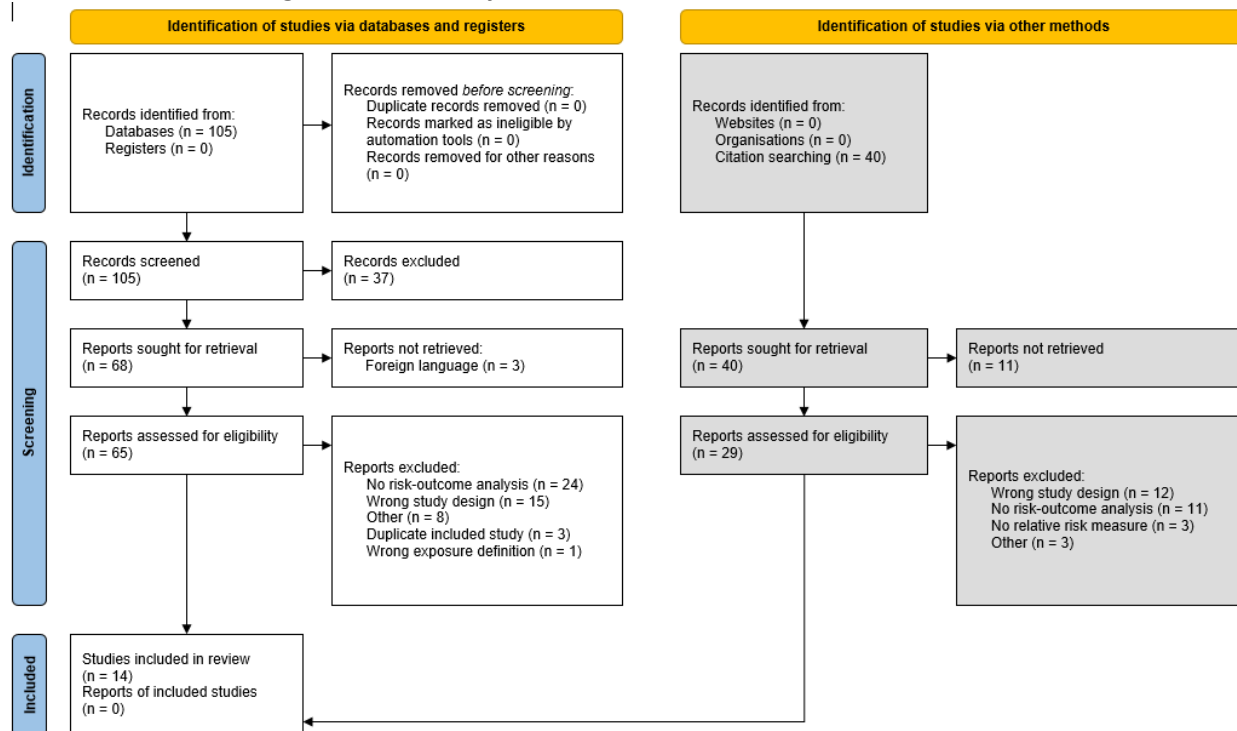 Identification of studies via databases and registers
Identification of studies via other methods
Identification
Records identified from:
Databases (n = 105)
Registers (n = 0)
Records removed before screening:
Duplicate records removed (n = 0)
Records marked as ineligible by
automation tools (n = 0)
Records removed for other reasons
(n = 0)
Records identified from:
Websites (n = 0)
Organisations (n = 0)
Citation searching (n = 40)
Screening
Records screened
(n = 105)
Records excluded
(n = 37)
Reports sought for retrieval
(n = 68)
Reports not retrieved:
Foreign language (n = 3)
Reports sought for retrieval
(n = 40)
Reports not retrieved
(n = 11)
Reports assessed for eligibility
(n = 65)
Reports excluded:
No risk-outcome analysis (n = 24)
Wrong study design (n = 15)
Other (n = 8)
Duplicate included study (n = 3)
Wrong exposure definition (n = 1)
Reports assessed for eligibility
(n = 29)
Reports excluded:
Wrong study design (n = 12)
No risk-outcome analysis (n = 11)
No relative risk measure (n = 3)
Other (n = 3)
Included
Studies included in review
(n = 14)
Reports of included studies
(n = 0)